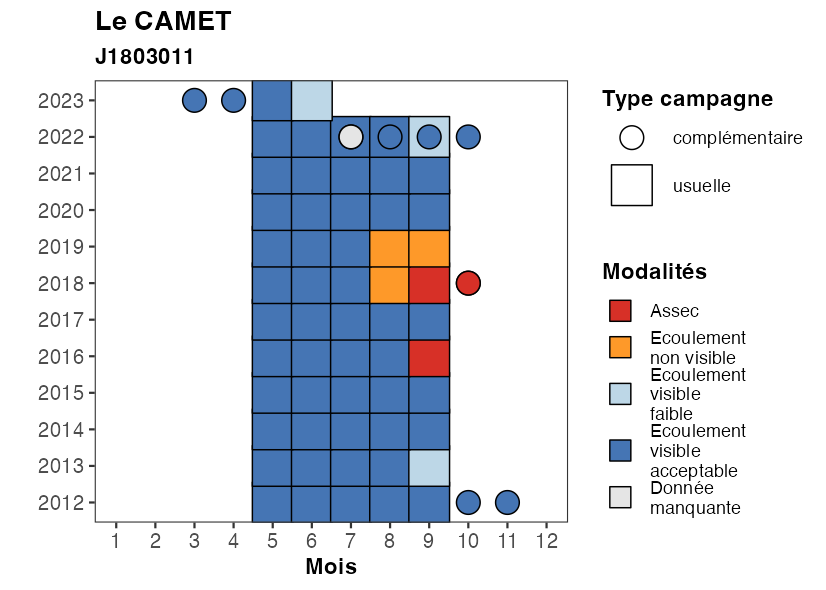 Le CAMET
J1803011
2023
2022
2021
2020
2019
2018
2017
2016
2015
2014
2013
2012
1 2 3 4 5 6 7 8 9 10 11 12
Mois
Type campagne
complémentaire
usuelle
Modalités
Assec
Ecoulement
non visible
Ecoulement
visible
faible
Ecoulement
visible
acceptable
Donnée
manquante